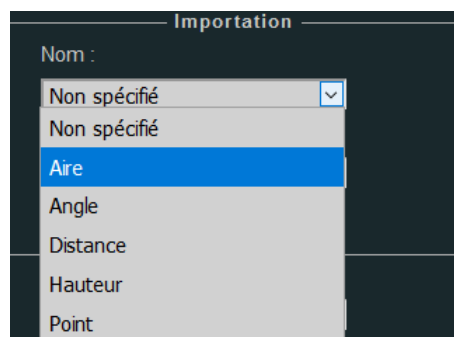 Importation
Nom :
Non spécifié
Non spécifié
Aire
Angle
Distance
Hauteur
Point